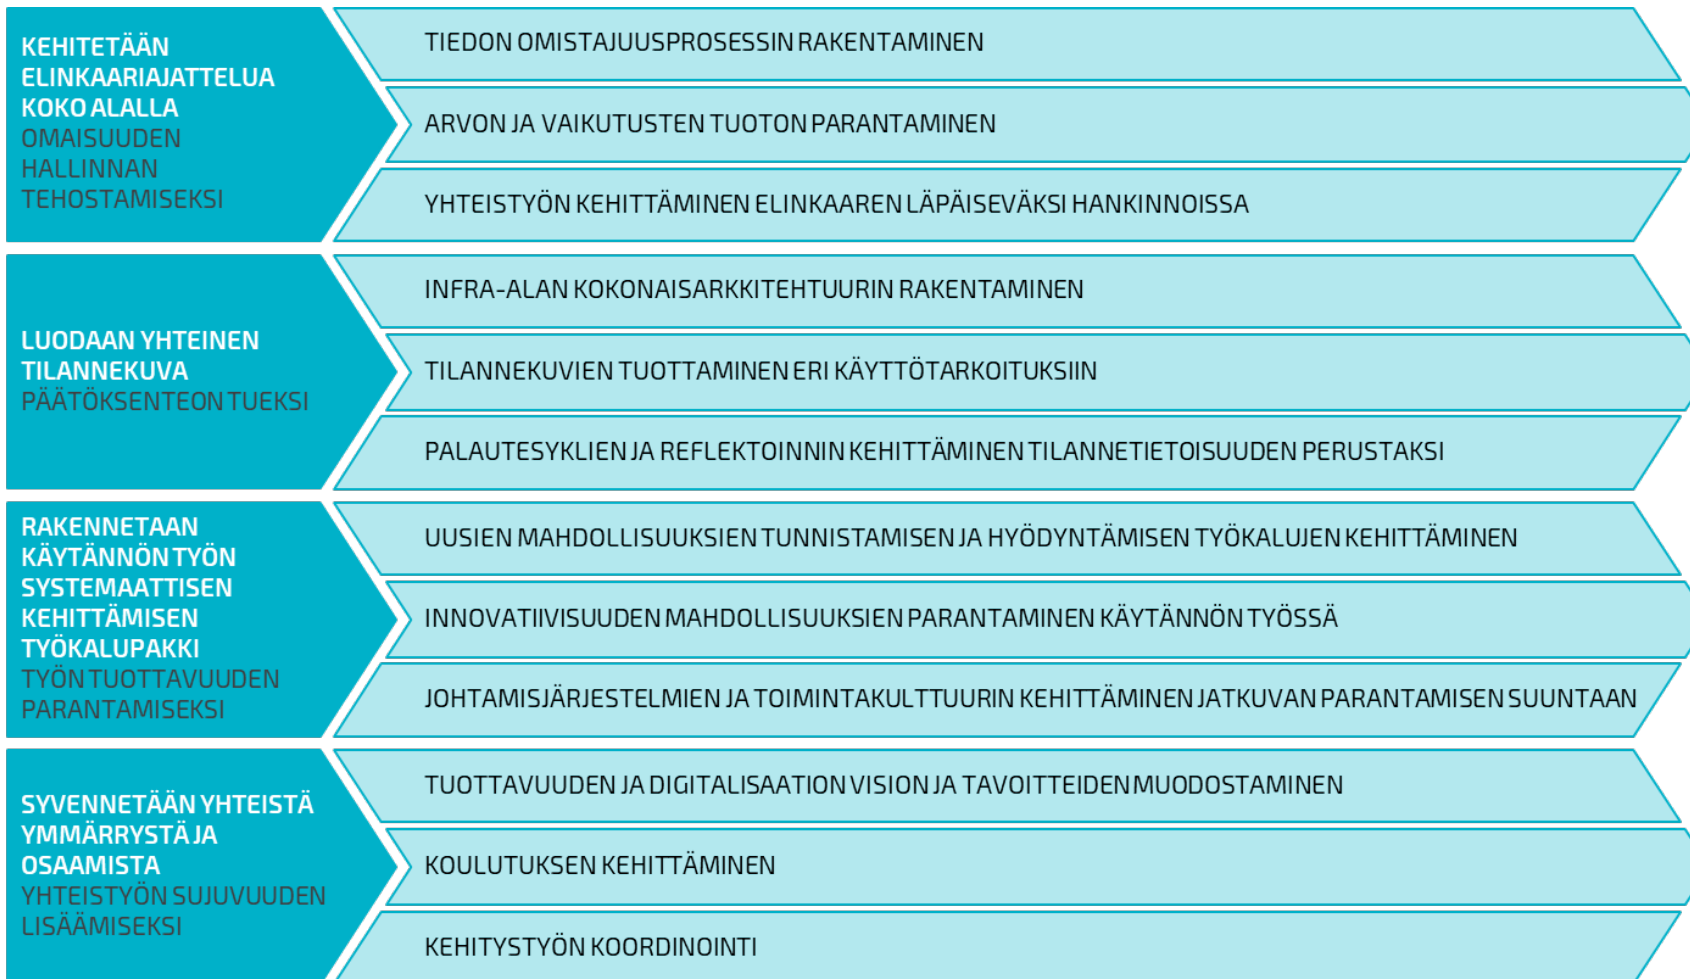 KEHITETÄÄN
ELINKAARIAJATTELUA
KOKO ALALLA
OMAISUUDEN
HALLINNAN
TEHOSTAMISEKSI
TIEDON OMISTAJUUSPROSESSIN RAKENTAMINEN
ARVON JA VAIKUTUSTEN TUOTON PARANTAMINEN
YHTEISTYÖN KEHITTÄMINEN ELINKAAREN LÄPÄISEVÄKSI HANKINNOISSA
LUODAAN YHTEINEN
TILANNEKUVA
PÄÄTÖKSENTEON TUEKSI
INFRA-ALAN KOKONAISARKKITEHTUURIN RAKENTAMINEN
TILANNEKUVIEN TUOTTAMINEN ERI KÄYTTÖTARKOITUKSIIN
PALAUTESYKLIEN JA REFLEKTOINNIN KEHITTÄMINEN TILANNETIETOISUUDEN PERUSTAKSI
RAKENNETAAN
KÄYTÄNNÖN TYÖN
SYSTEMAATTISEN
KEHITTÄMISEN
TYÖKALUPAKKI
TYÖN TUOTTAVUUDEN
PARANTAMISEKSI
UUSIEN MAHDOLLISUUKSIEN TUNNISTAMISEN JA HYÖDYNTÄMISEN TYÖKALUJEN KEHITTÄMINEN
INNOVATIIVISUUDEN MAHDOLLISUUKSIEN PARANTAMINEN KÄYTÄNNÖN TYÖSSÄ
JOHTAMISJÄRJESTELMIEN JA TOIMINTAKULTTUURIN KEHITTÄMINEN JATKUVAN PARANTAMISEN SUUNTAAN
SYVENNETÄÄN YHTEISTÄ
YMMÄRRYSTÄ JA
OSAAMISTA
YHTEISTYÖN SUJUVUUDEN
LISÄÄMISEKSI
TUOTTAVUUDEN JA DIGITALISAATION VISION JA TAVOITTEIDEN MUODOSTAMINEN
KOULUTUKSEN KEHITTÄMINEN
KEHITYSTYÖN KOORDINOINTI